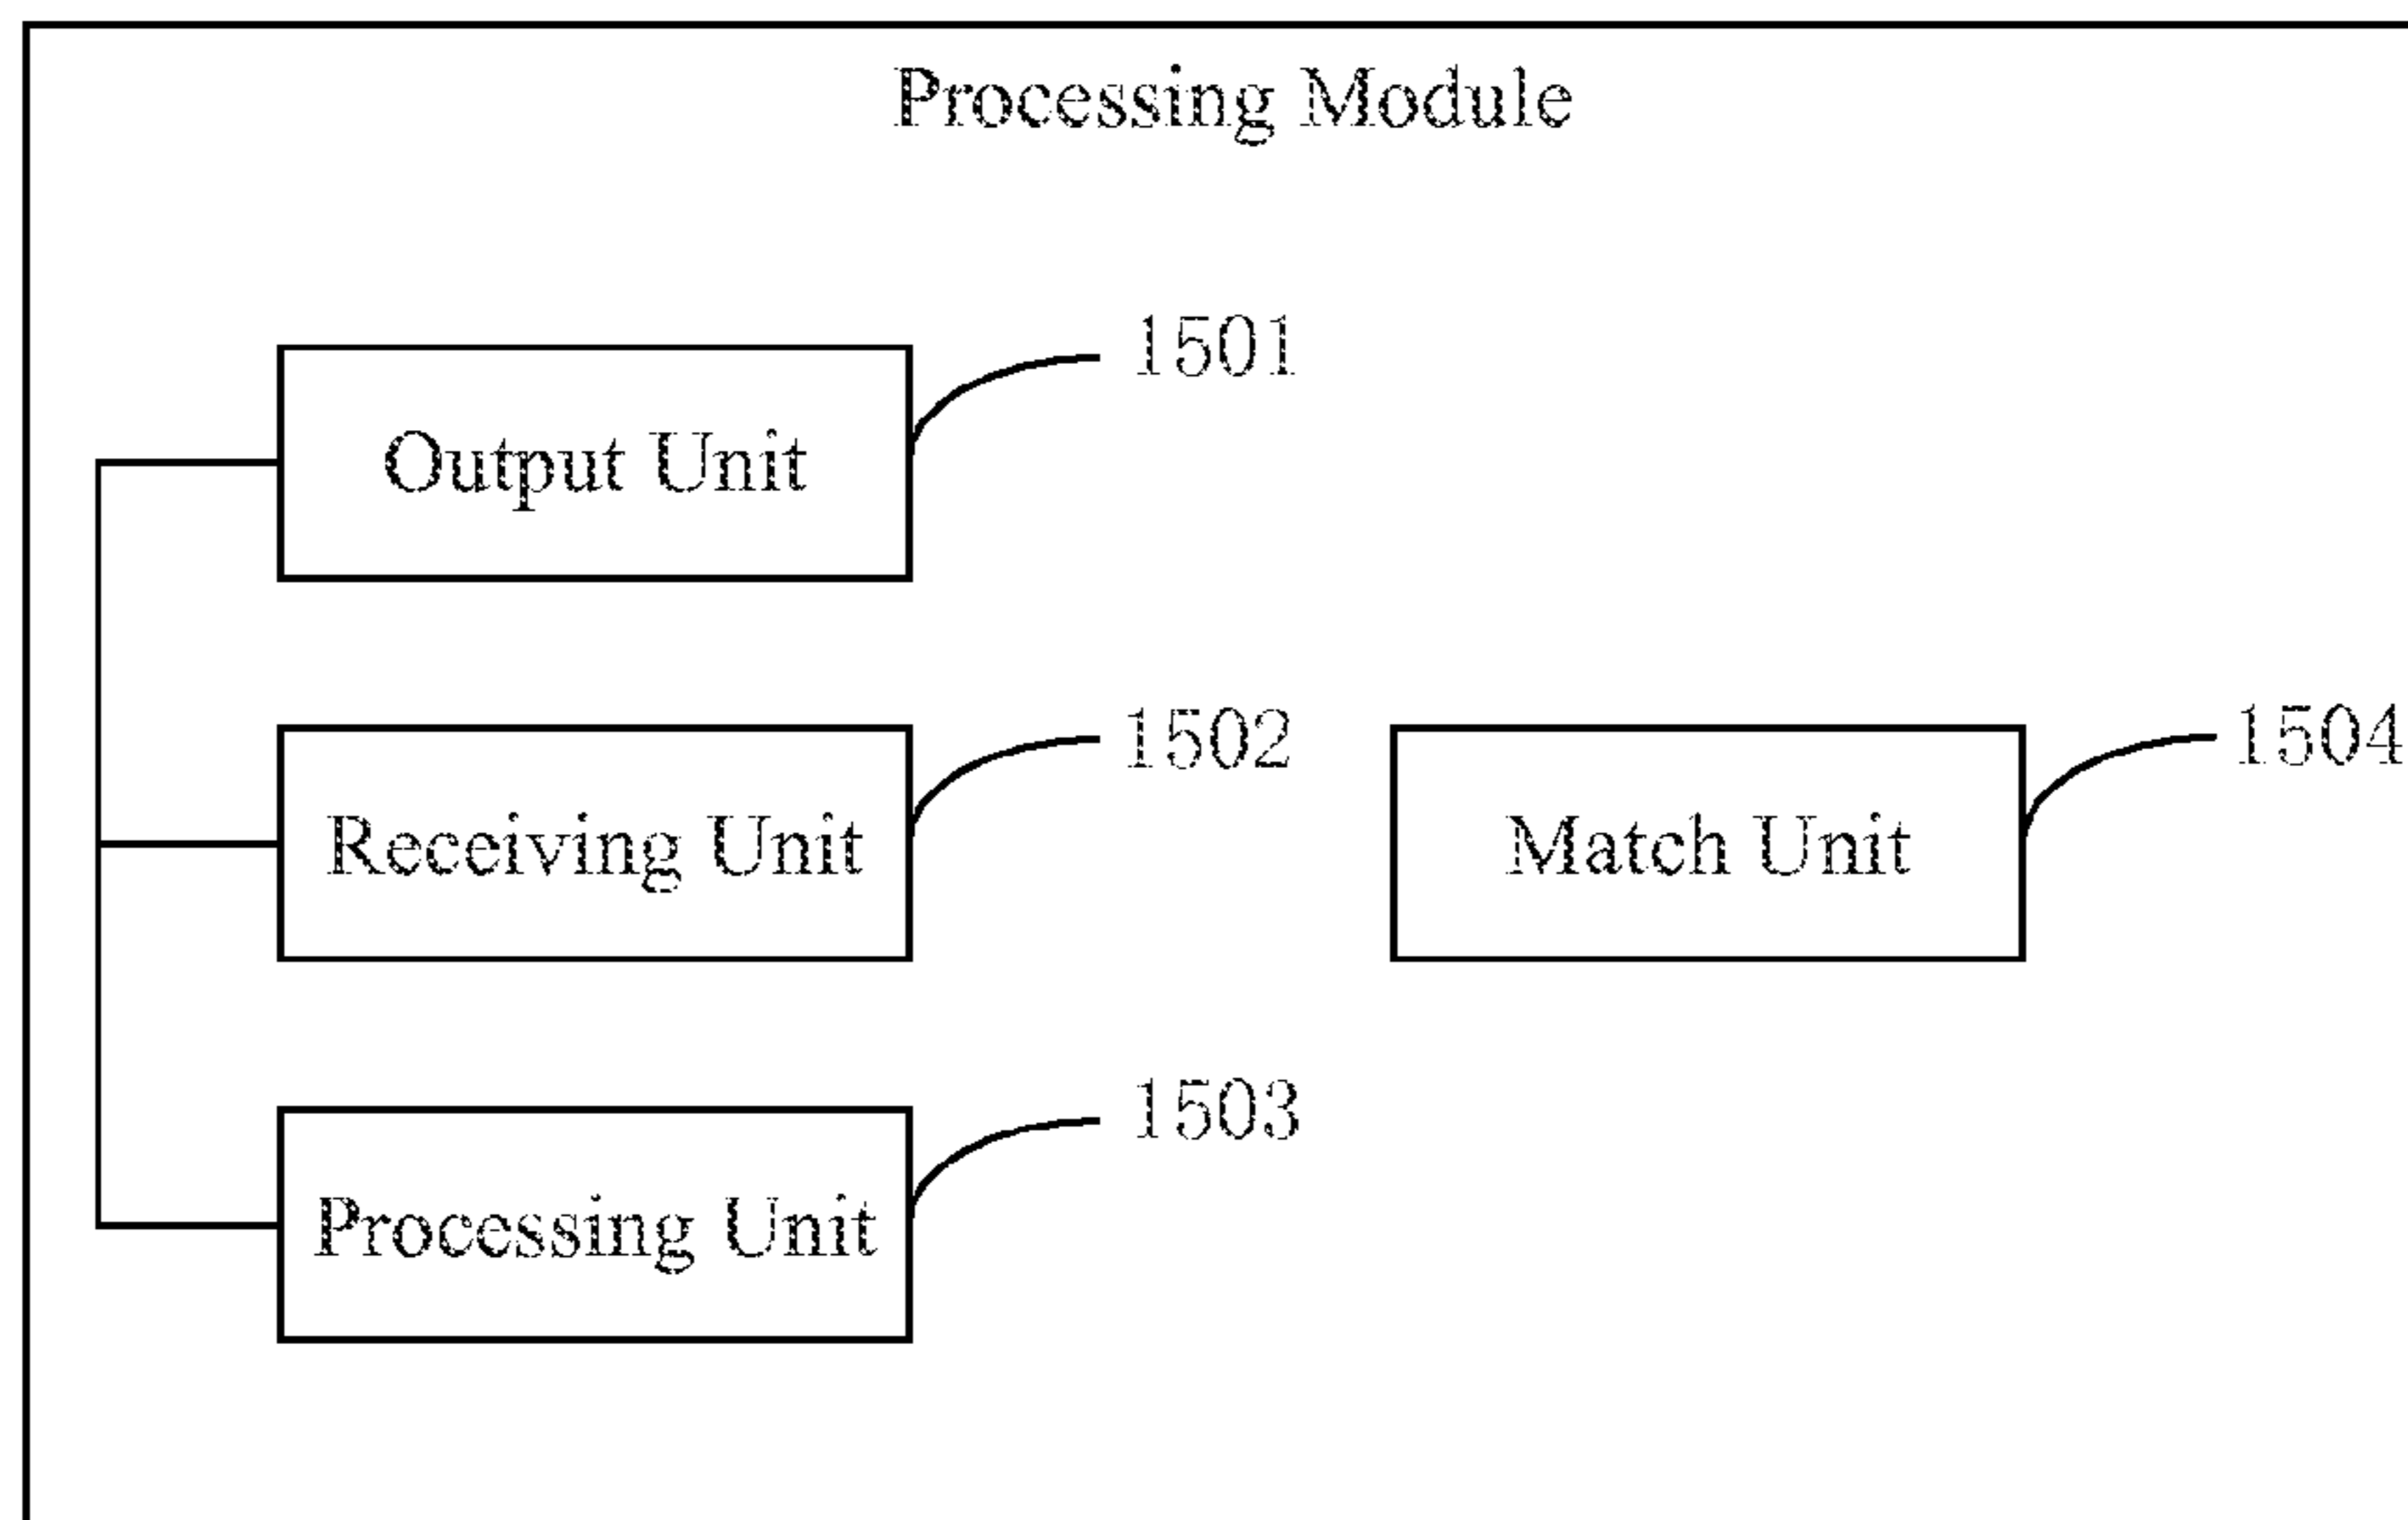 Processing Module
1501
Output Unit
1502
1504
Receiving Unit
Match Unit
1503
Processing Unit